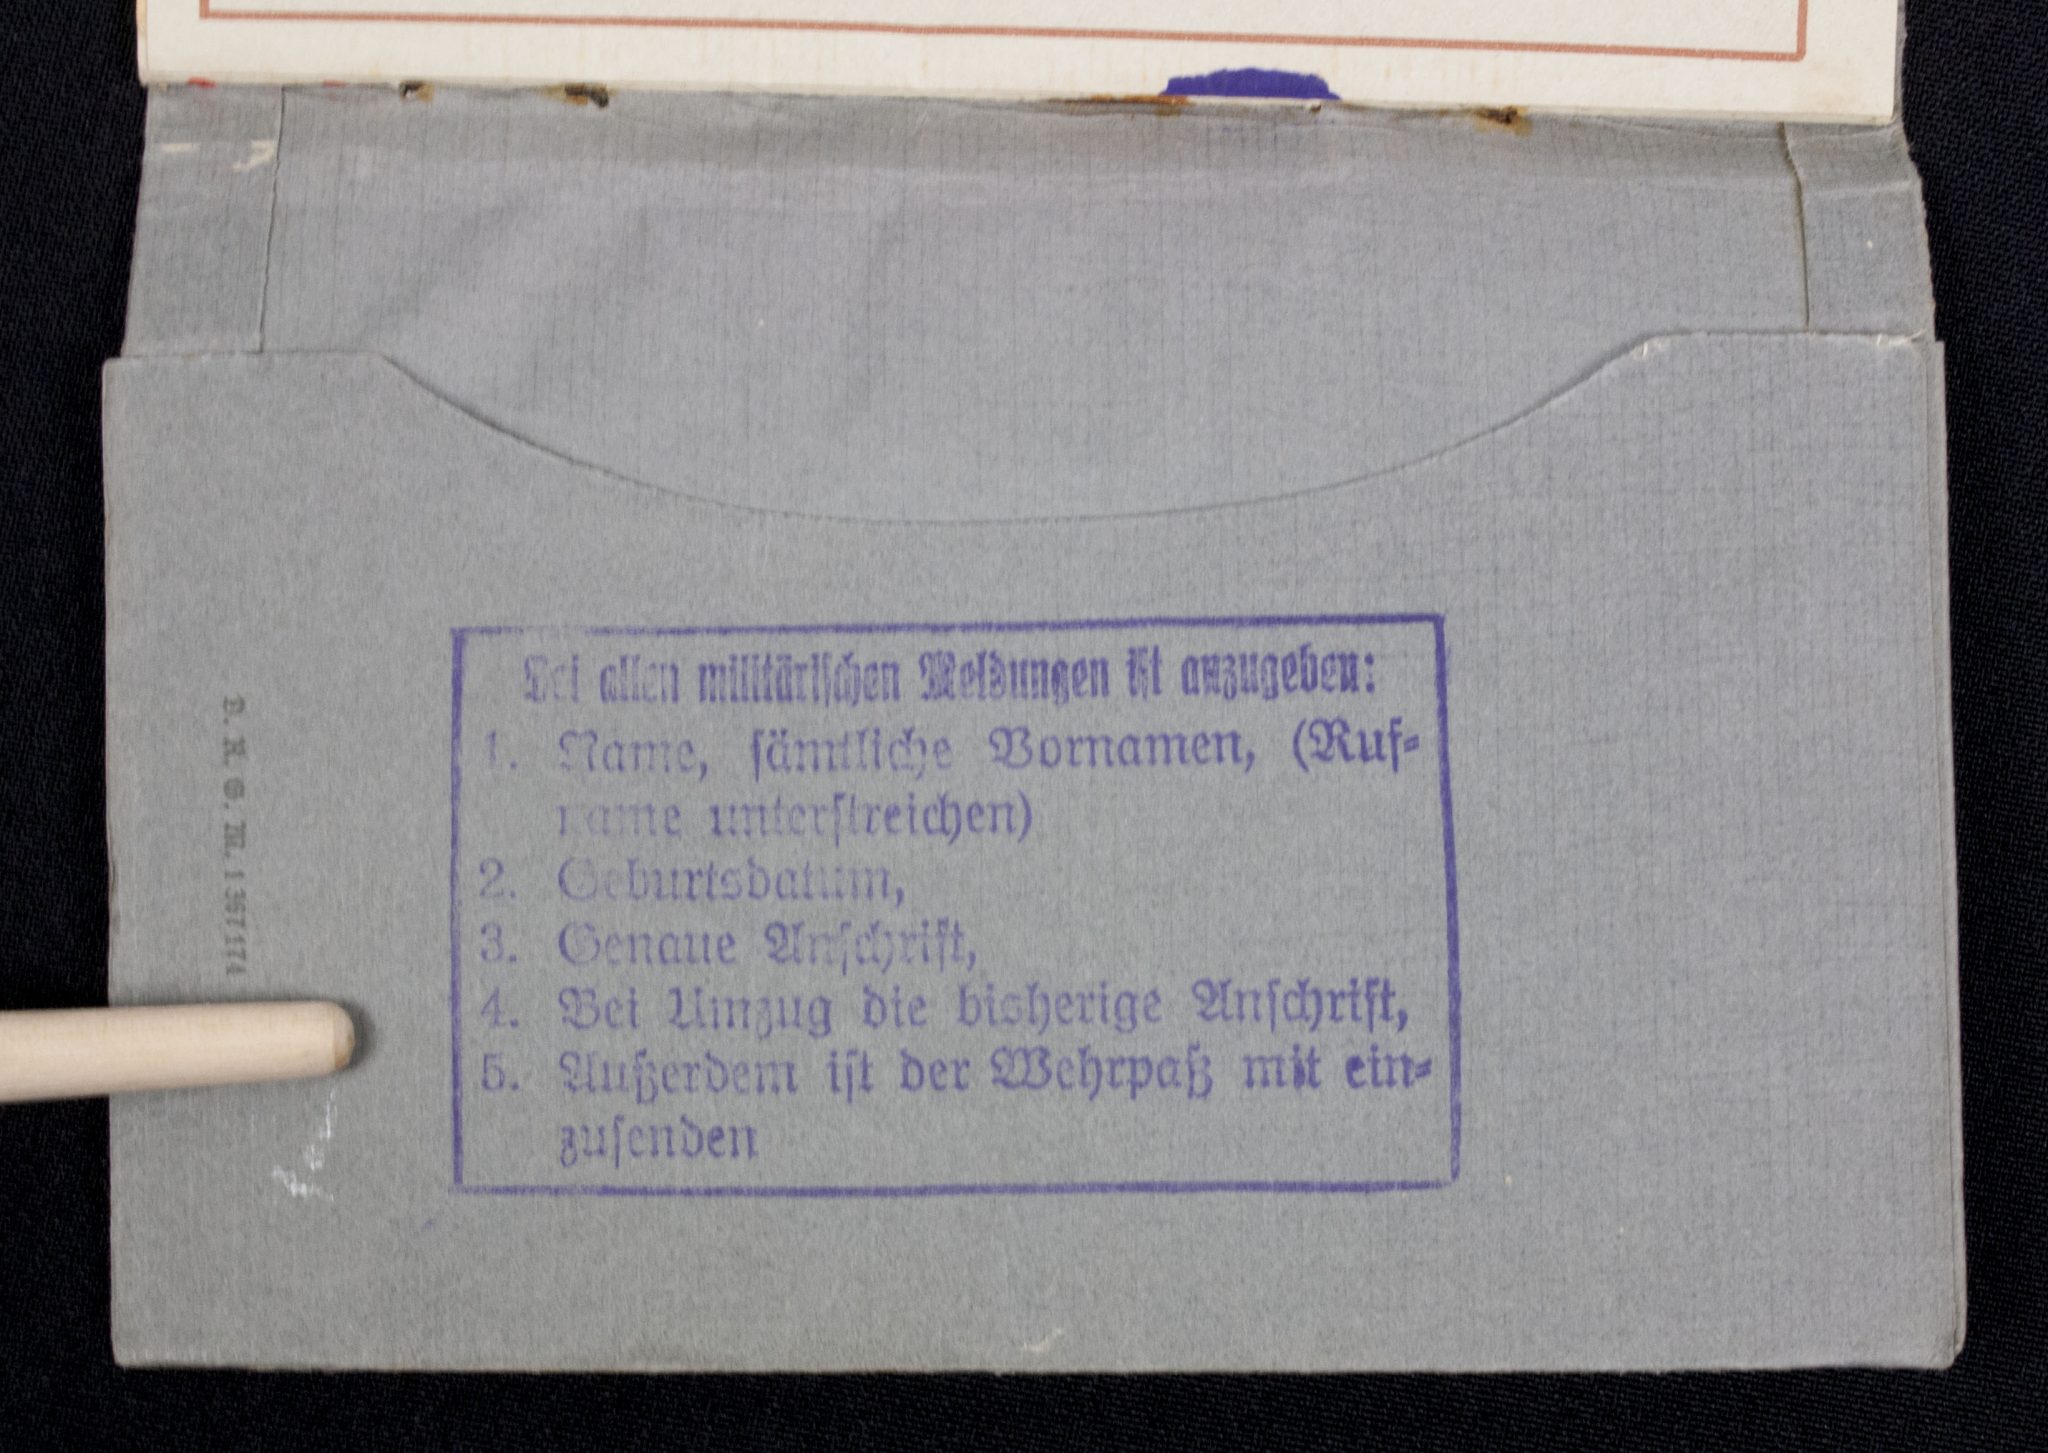 Bei allen militärischen Meldungen ist anzugeben:
1. Name, sämtliche Vornamen, (Ruf-
name unterstreichen)
2. Geburtsdatum,
3. Genaue Anschrift,
4. Bei Umzug die bisherige Anschrift,
5. Außerdem ist der Wehrpaß mit ein-
zusenden
D. R. G. M. 1357174